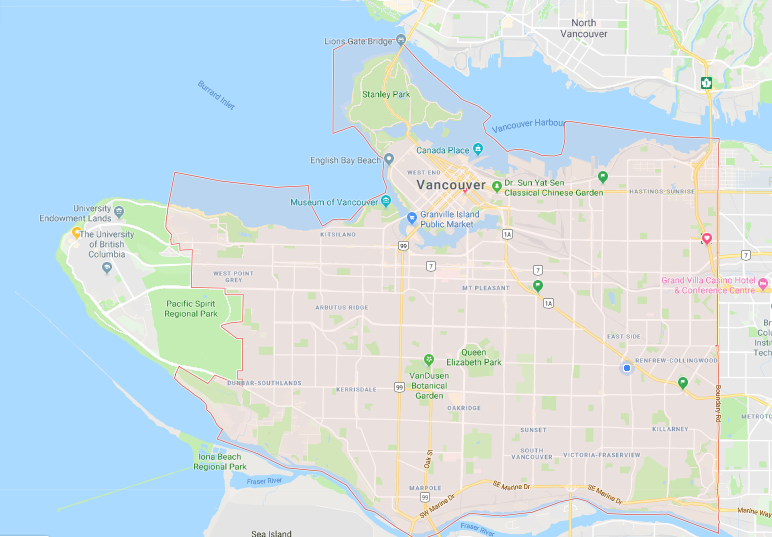 North
Vancouver
Lions Gate Bridge
1
Burrard Inlet
Stanley Park
Vancouver Harbour
Canada Place
English Bay Beach
WEST END
Vancouver
Dr. Sun Yat-Sen
Classical Chinese Garden
HASTINGS-SUNRISE
University
Endowment Lands
Museum of Vancouver
Granville Island
Public Market
The University
of British
Columbia
KITSILANO
1A
99
7
7
7
WEST POINT
GREY
MT PLEASANT
Grand Villa Casino Hotel
& Conference Centre
Pacific Spirit
Regional Park
ARBUTUS RIDGE
1A
Br
Colu
Instit
Tech
EAST SIDE
Queen
Elizabeth Park
RENFREW-COLLINGWOOD
VanDusen
Botanical
Garden
DUNBAR-SOUTHLANDS
KERRISDALE
99
Boundary Rd
OAKRIDGE
METROTO
SUNSET
KILLARNEY
Iona Beach
Regional Park
Oak St
SOUTH
VANCOUVER
VICTORIA-FRASERVIEW
Fraser River
MARPOLE
99
SE Marine Dr
SE Marine Dr
SW Marine Dr
Marine Way
Fraser River
Sea Island